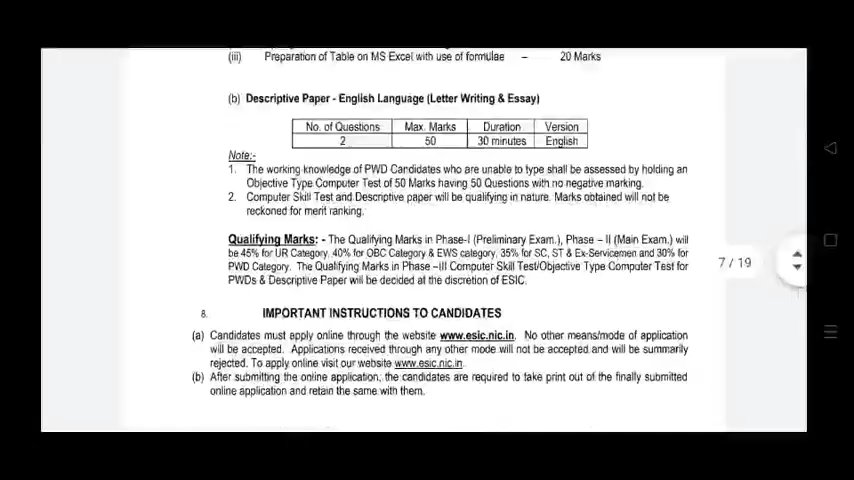 (iii) Preparation of Table on MS Excel with use of formulae – 20 Marks
(b) Descriptive Paper - English Language (Letter Writing & Essay)
No. of Questions Max. Marks Duration Version
2 50 30 minutes English
Note:-
1. The working knowledge of PWD Candidates who are unable to type shall be assessed by holding an
Objective Type Computer Test of 50 Marks having 50 Questions with no negative marking.
2. Computer Skill Test and Descriptive paper will be qualifying in nature. Marks obtained will not be
reckoned for merit ranking.
Qualifying Marks: - The Qualifying Marks in Phase-I (Preliminary Exam.), Phase – II (Main Exam.) will
be 45% for UR Category, 40% for OBC Category & EWS category, 35% for SC, ST & Ex-Servicemen and 30% for
PWD Category. The Qualifying Marks in Phase –III Computer Skill Test/Objective Type Computer Test for
PWDs & Descriptive Paper will be decided at the discretion of ESIC.
7 / 19
8. IMPORTANT INSTRUCTIONS TO CANDIDATES
(a) Candidates must apply online through the website www.esic.nic.in. No other means/mode of application
will be accepted. Applications received through any other mode will not be accepted and will be summarily
rejected. To apply online visit our website www.esic.nic.in.
(b) After submitting the online application, the candidates are required to take print out of the finally submitted
online application and retain the same with them.